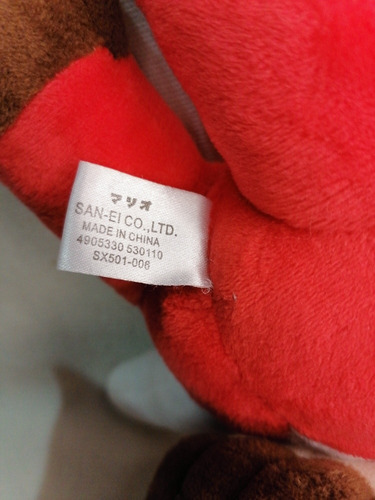 マリオ
SAN-EI CO.,LTD.
MADE IN CHINA
4905330 530110
SX501-006